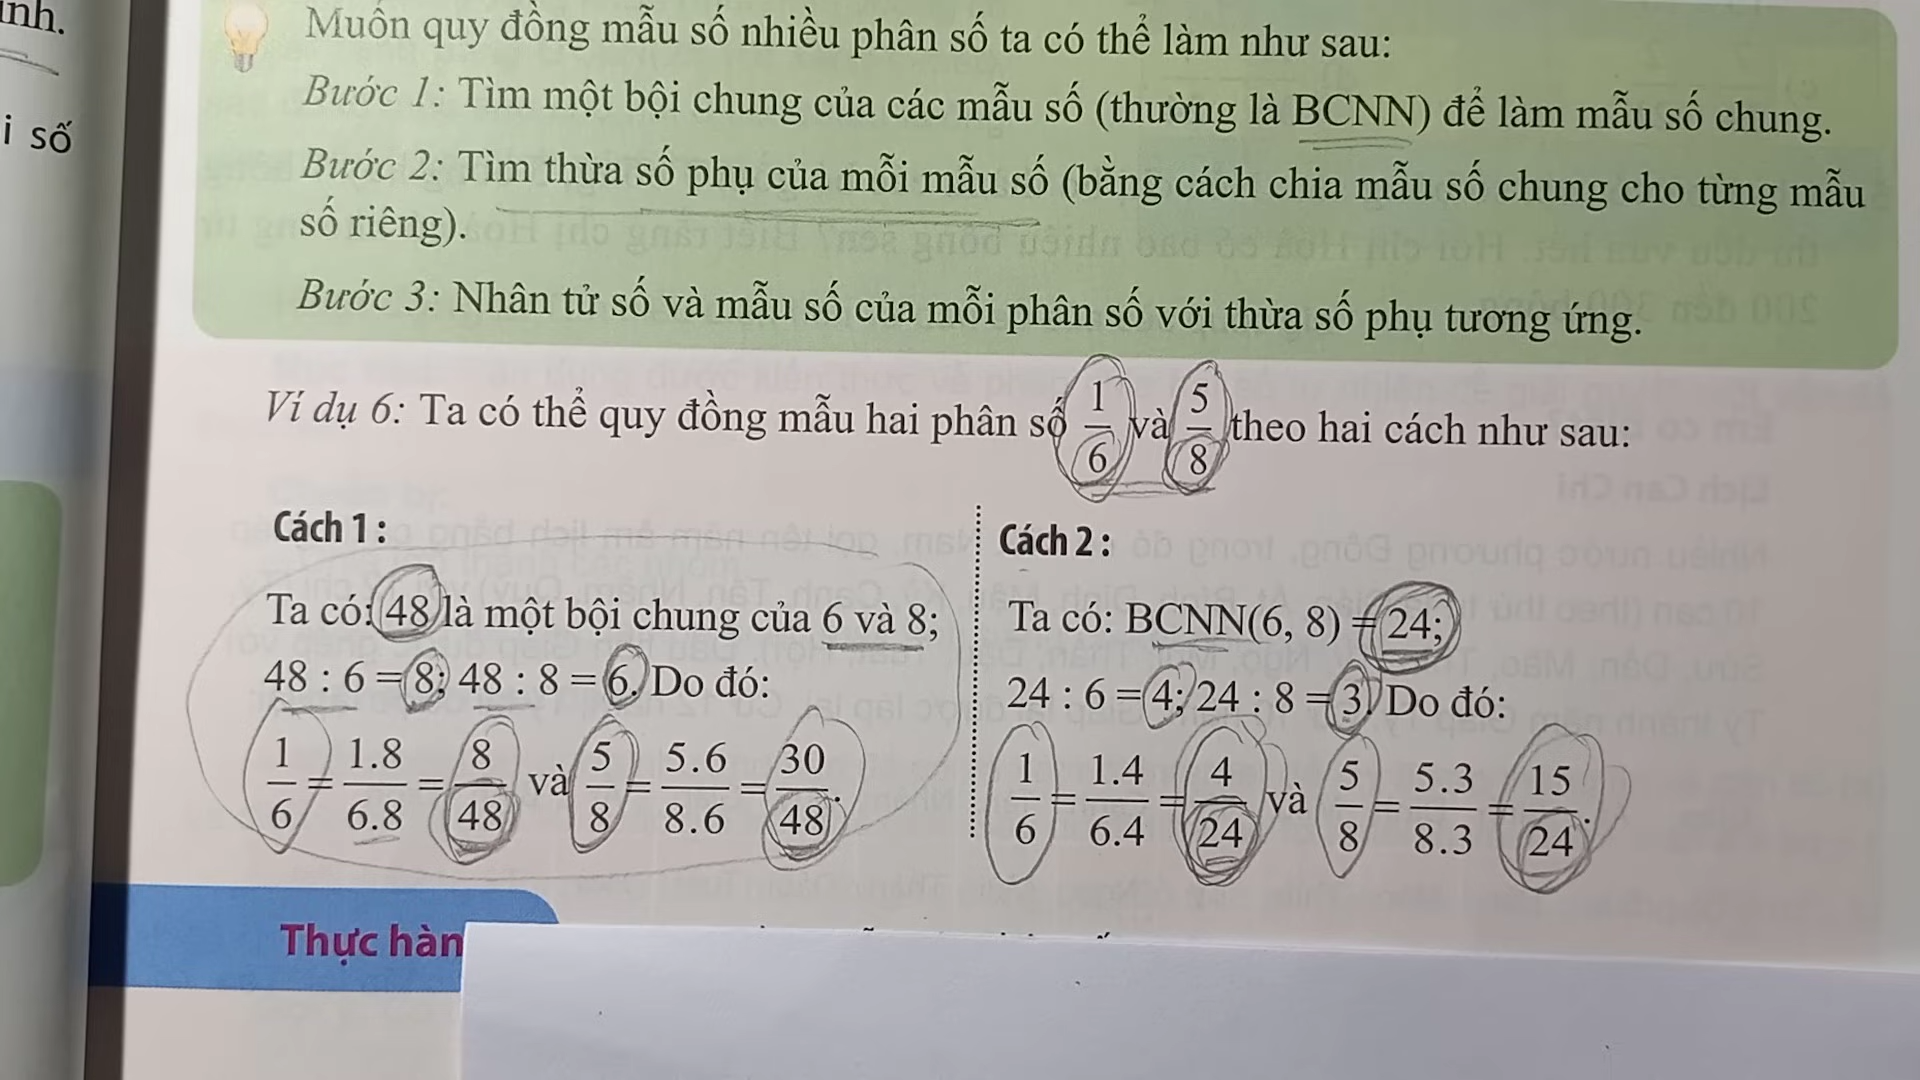 nh.
i số
Muốn quy đồng mẫu số nhiều phân số ta có thể làm như sau:
Bước 1: Tìm một bội chung của các mẫu số (thường là BCNN) để làm mẫu số chung.
Bước 2: Tìm thừa số phụ của mỗi mẫu số (bằng cách chia mẫu số chung cho từng mẫu
số riêng).
Bước 3: Nhân tử số và mẫu số của mỗi phân số với thừa số phụ tương ứng.
Ví dụ 6: Ta có thể quy đồng mẫu hai phân số 1/6 và 5/8 theo hai cách như sau:
Cách 1 :
Ta có: 48 là một bội chung của 6 và 8;
48 : 6 = 8; 48 : 8 = 6. Do đó:
1/6 = 1.8/6.8 = 8/48 và 5/8 = 5.6/8.6 = 30/48.
Cách 2 :
Ta có: BCNN(6, 8) = 24;
24 : 6 = 4; 24 : 8 = 3. Do đó:
1/6 = 1.4/6.4 = 4/24 và 5/8 = 5.3/8.3 = 15/24.
Thực hàn